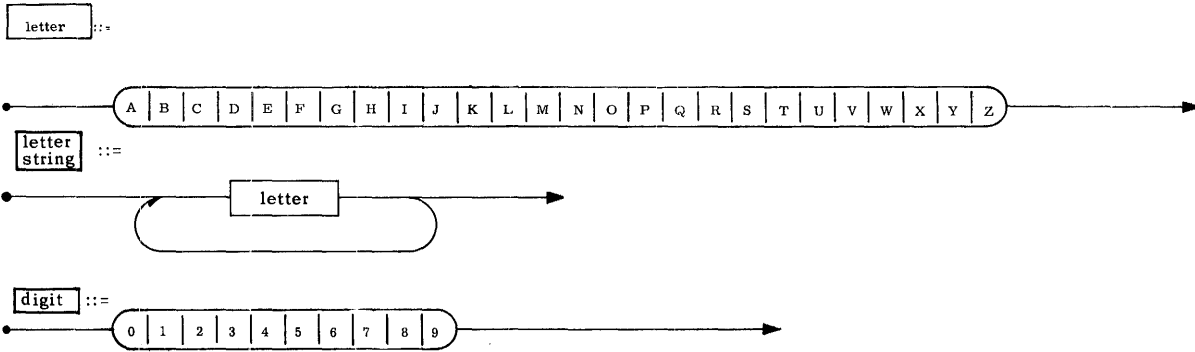 letter ::=
A | B | C | D | E | F | G | H | I | J | K | L | M | N | O | P | Q | R | S | T | U | V | W | X | Y | Z
letter
string ::=
letter
digit ::=
0 | 1 | 2 | 3 | 4 | 5 | 6 | 7 | 8 | 9